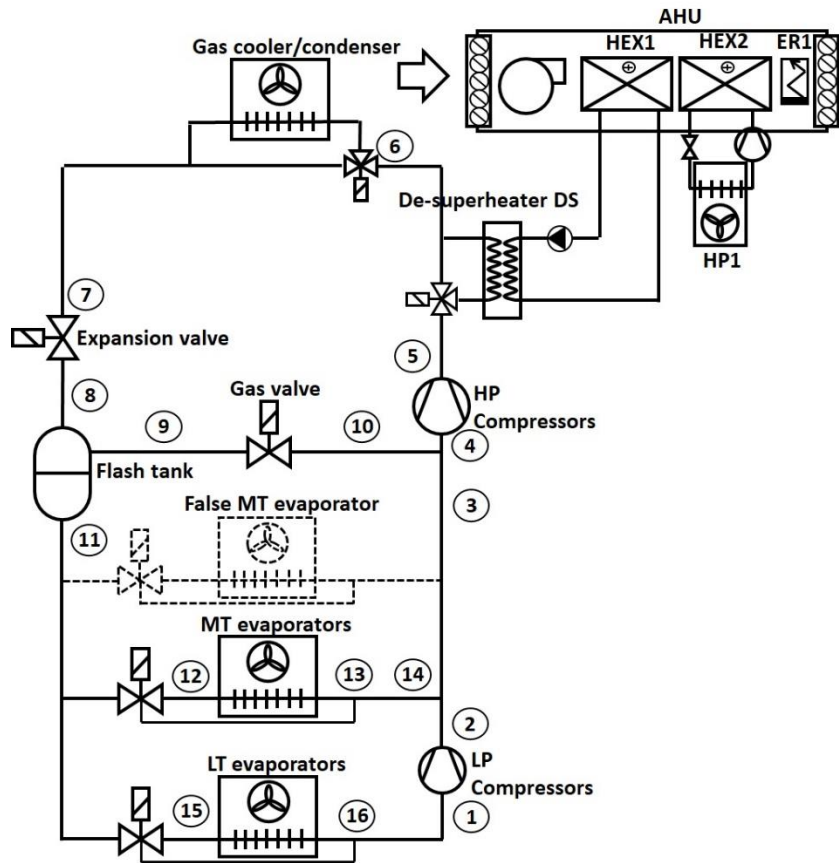 AHU
Gas cooler/condenser
HEX1
HEX2
ER1
6
De-superheater DS
HP1
7
Expansion valve
5
Gas valve
8
HP
Compressors
9
10
4
Flash tank
False MT evaporator
3
11
MT evaporators
12
13
14
2
LP
Compressors
LT evaporators
15
16
1